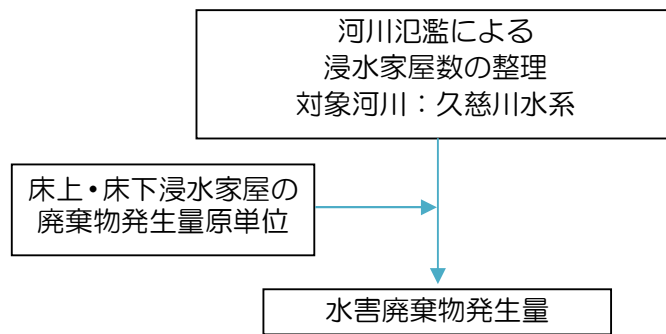 河川氾濫による
浸水家屋数の整理
対象河川：久慈川水系
床上・床下浸水家屋の
廃棄物発生量原単位
水害廃棄物発生量